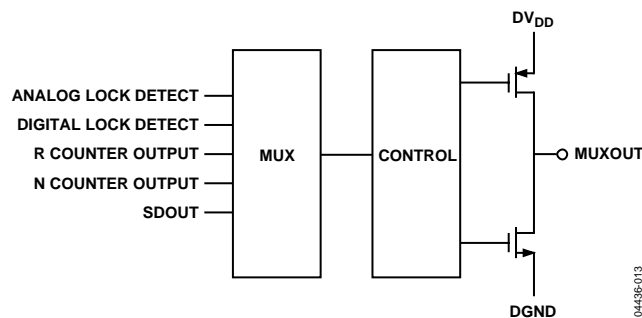 DVDD
ANALOG LOCK DETECT
DIGITAL LOCK DETECT
R COUNTER OUTPUT
N COUNTER OUTPUT
SDOUT
MUX
CONTROL
MUXOUT
DGND
04436-013